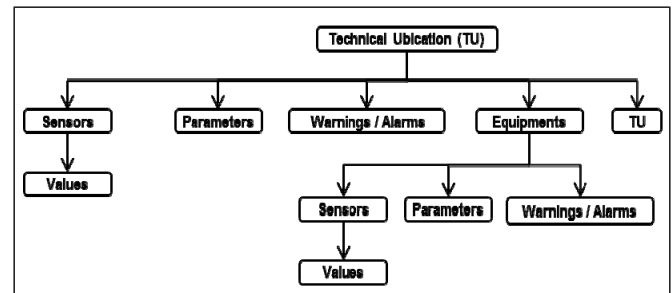 Technical Ubication (TU)
Sensors
Parameters
Warnings / Alarms
Equipments
TU
Values
Sensors
Parameters
Warnings / Alarms
Values